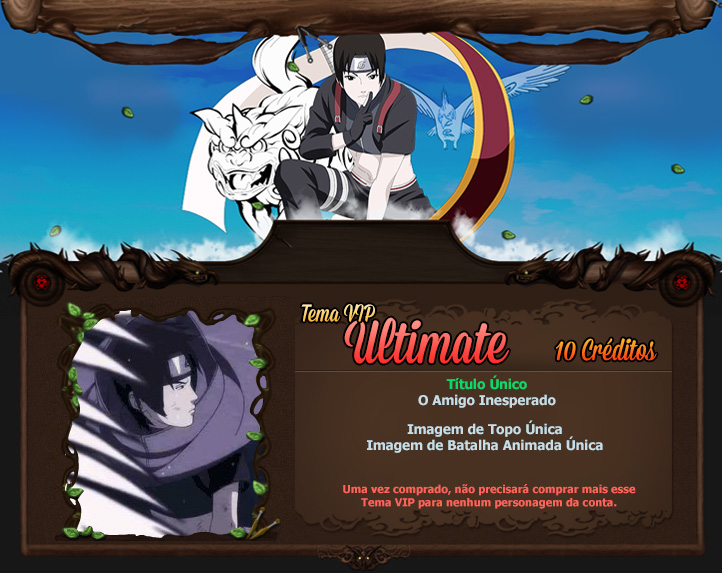 Tema VIP
Ultimate
10 Créditos
Título Único
O Amigo Inesperado
Imagem de Topo Única
Imagem de Batalha Animada Única
Uma vez comprado, não precisará comprar mais esse
Tema VIP para nenhum personagem da conta.